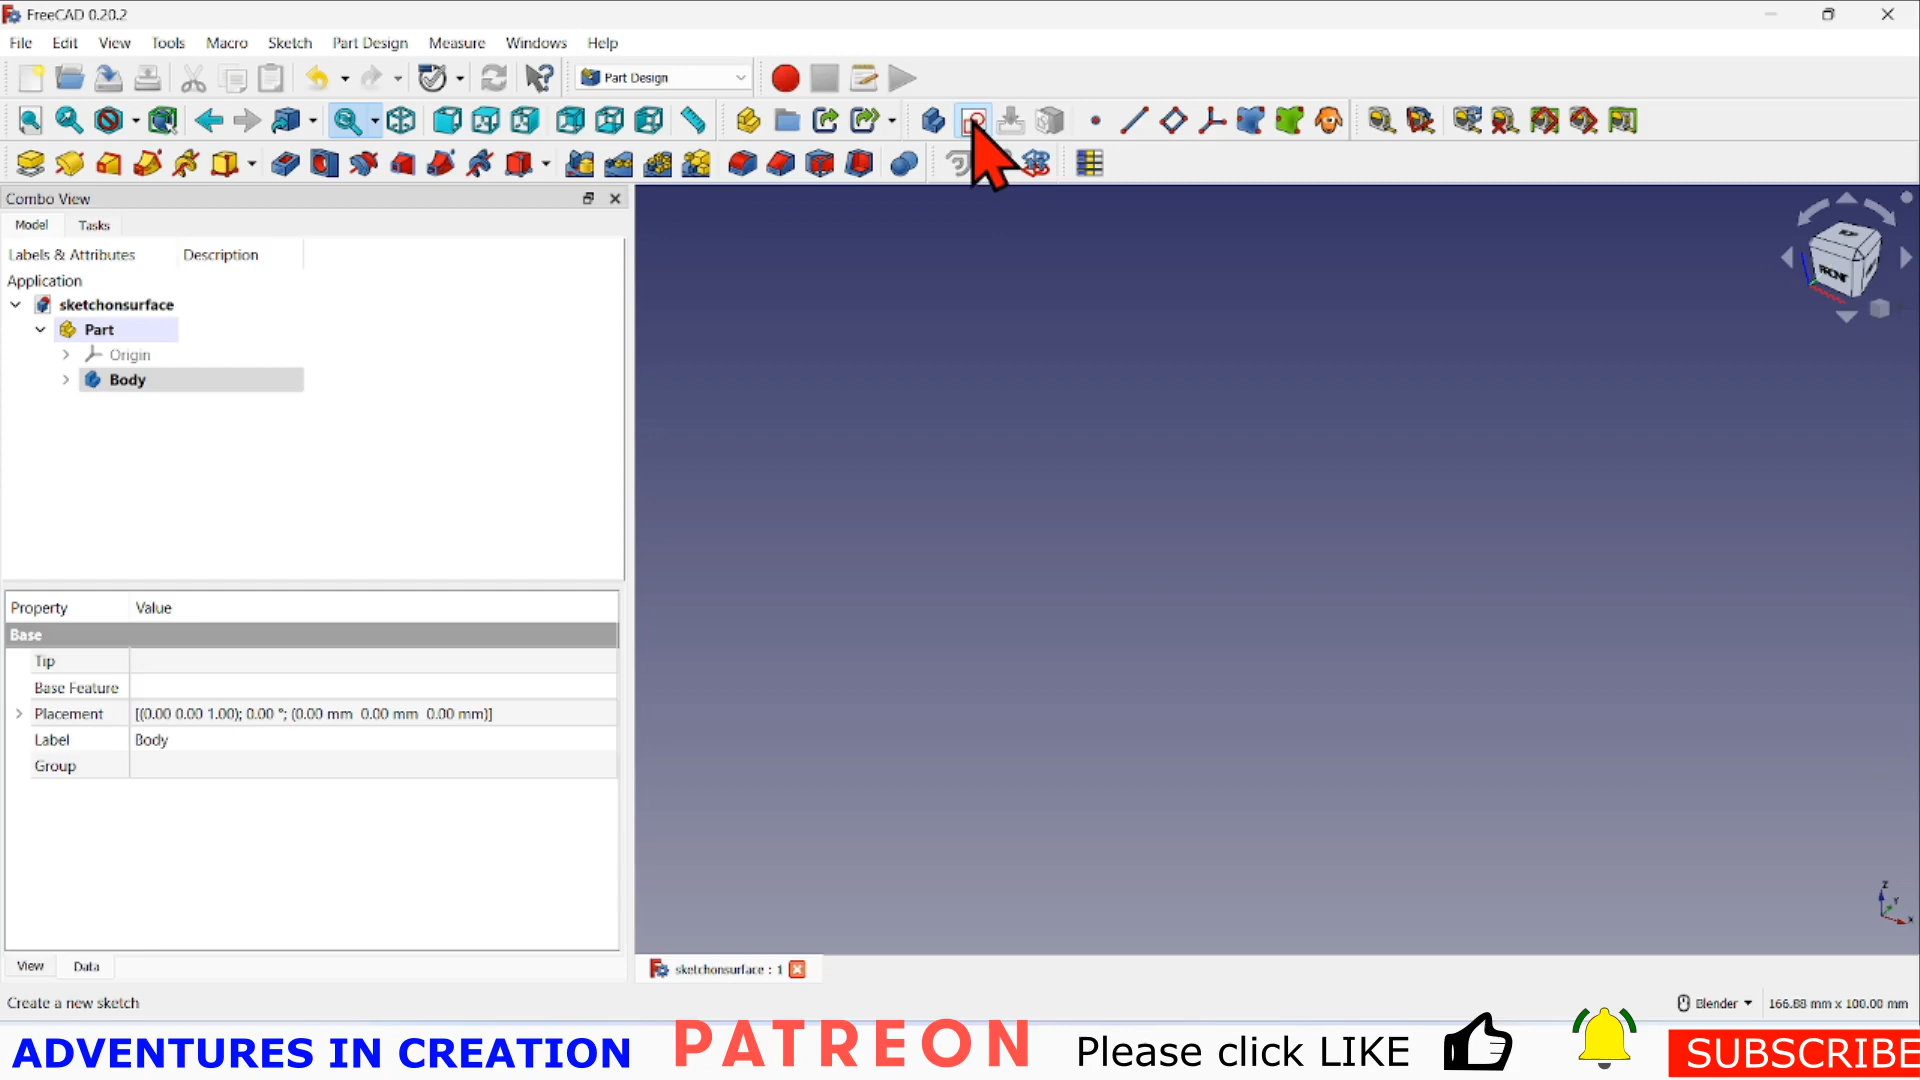 FreeCAD 0.20.2
File Edit View Tools Macro Sketch Part Design Measure Windows Help
Part Design
Combo View
Model Tasks
Labels & Attributes Description
Application
sketchonsurface
Part
Origin
Body
Property Value
Base
Tip
Base Feature
Placement [(0.00 0.00 1.00); 0.00 °; (0.00 mm 0.00 mm 0.00 mm)]
Label Body
Group
View Data
FRONT
Z
Y
X
sketchonsurface : 1
Create a new sketch
Blender 166.88 mm x 100.00 mm
ADVENTURES IN CREATION PATREON Please click LIKE SUBSCRIBE